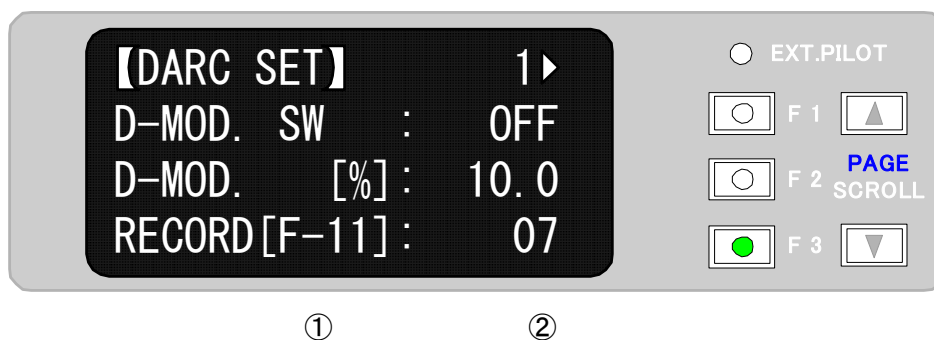 【DARC SET】 1▶
D-MOD. SW : OFF
D-MOD. [%]: 10.0
RECORD[F-11]: 07
EXT.PILOT
F 1
F 2
PAGE
SCROLL
F 3
① ②